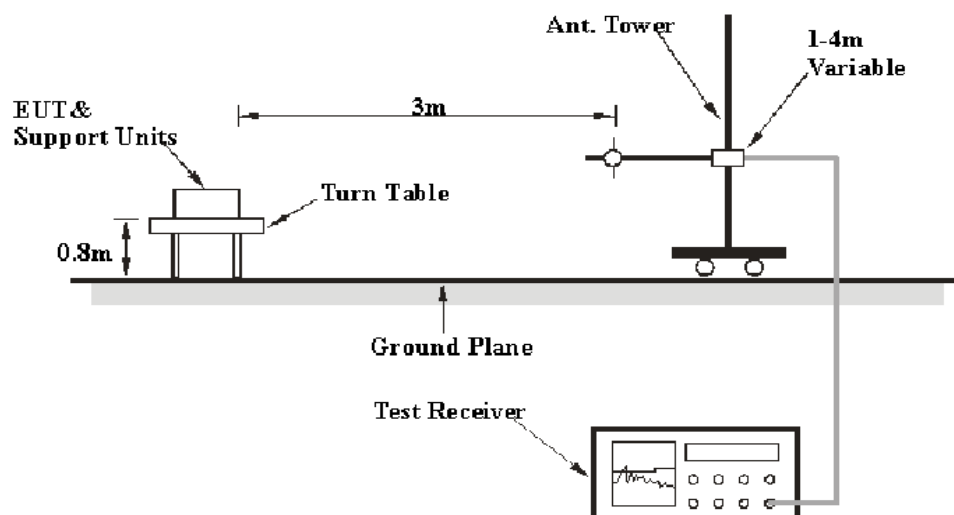 Ant. Tower
1-4m
Variable
EUT&
Support Units
3m
Turn Table
0.8m
Ground Plane
Test Receiver